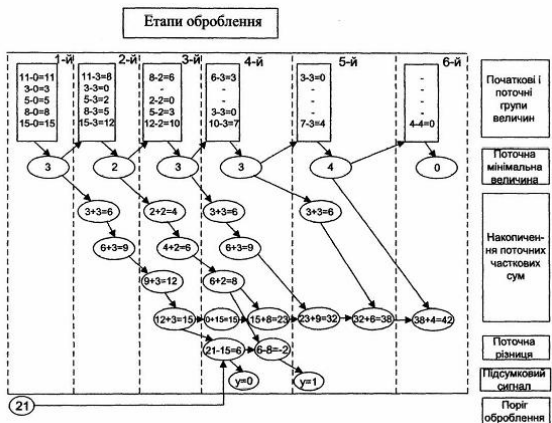 Етапи оброблення
1-й 2-й 3-й 4-й 5-й 6-й
11-0=11
3-0=3
5-0=5
8-0=8
15-0=15
11-3=8
3-3=0
5-3=2
8-3=5
15-3=12
8-2=6
-
2-2=0
5-2=3
12-2=10
6-3=3
-
-
3-3=0
10-3=7
3-3=0
-
-
-
7-3=4
-
-
-
-
4-4=0
Початкові і
поточні
групи
величин
3 2 3 3 4 0
Поточна
мінімальна
величина
3+3=6 2+2=4 3+3=6 3+3=6
6+3=9 4+2=6 6+3=9
9+3=12 6+2=8
12+3=15 0+15=15 15+8=23 23+9=32 32+6=38 38+4=42
Накопичен-
ня поточних
часткових
сум
21-15=6 6-8=-2
Поточна
різниця
y=0 y=1
Підсумковий
сигнал
21
Поріг
оброблення